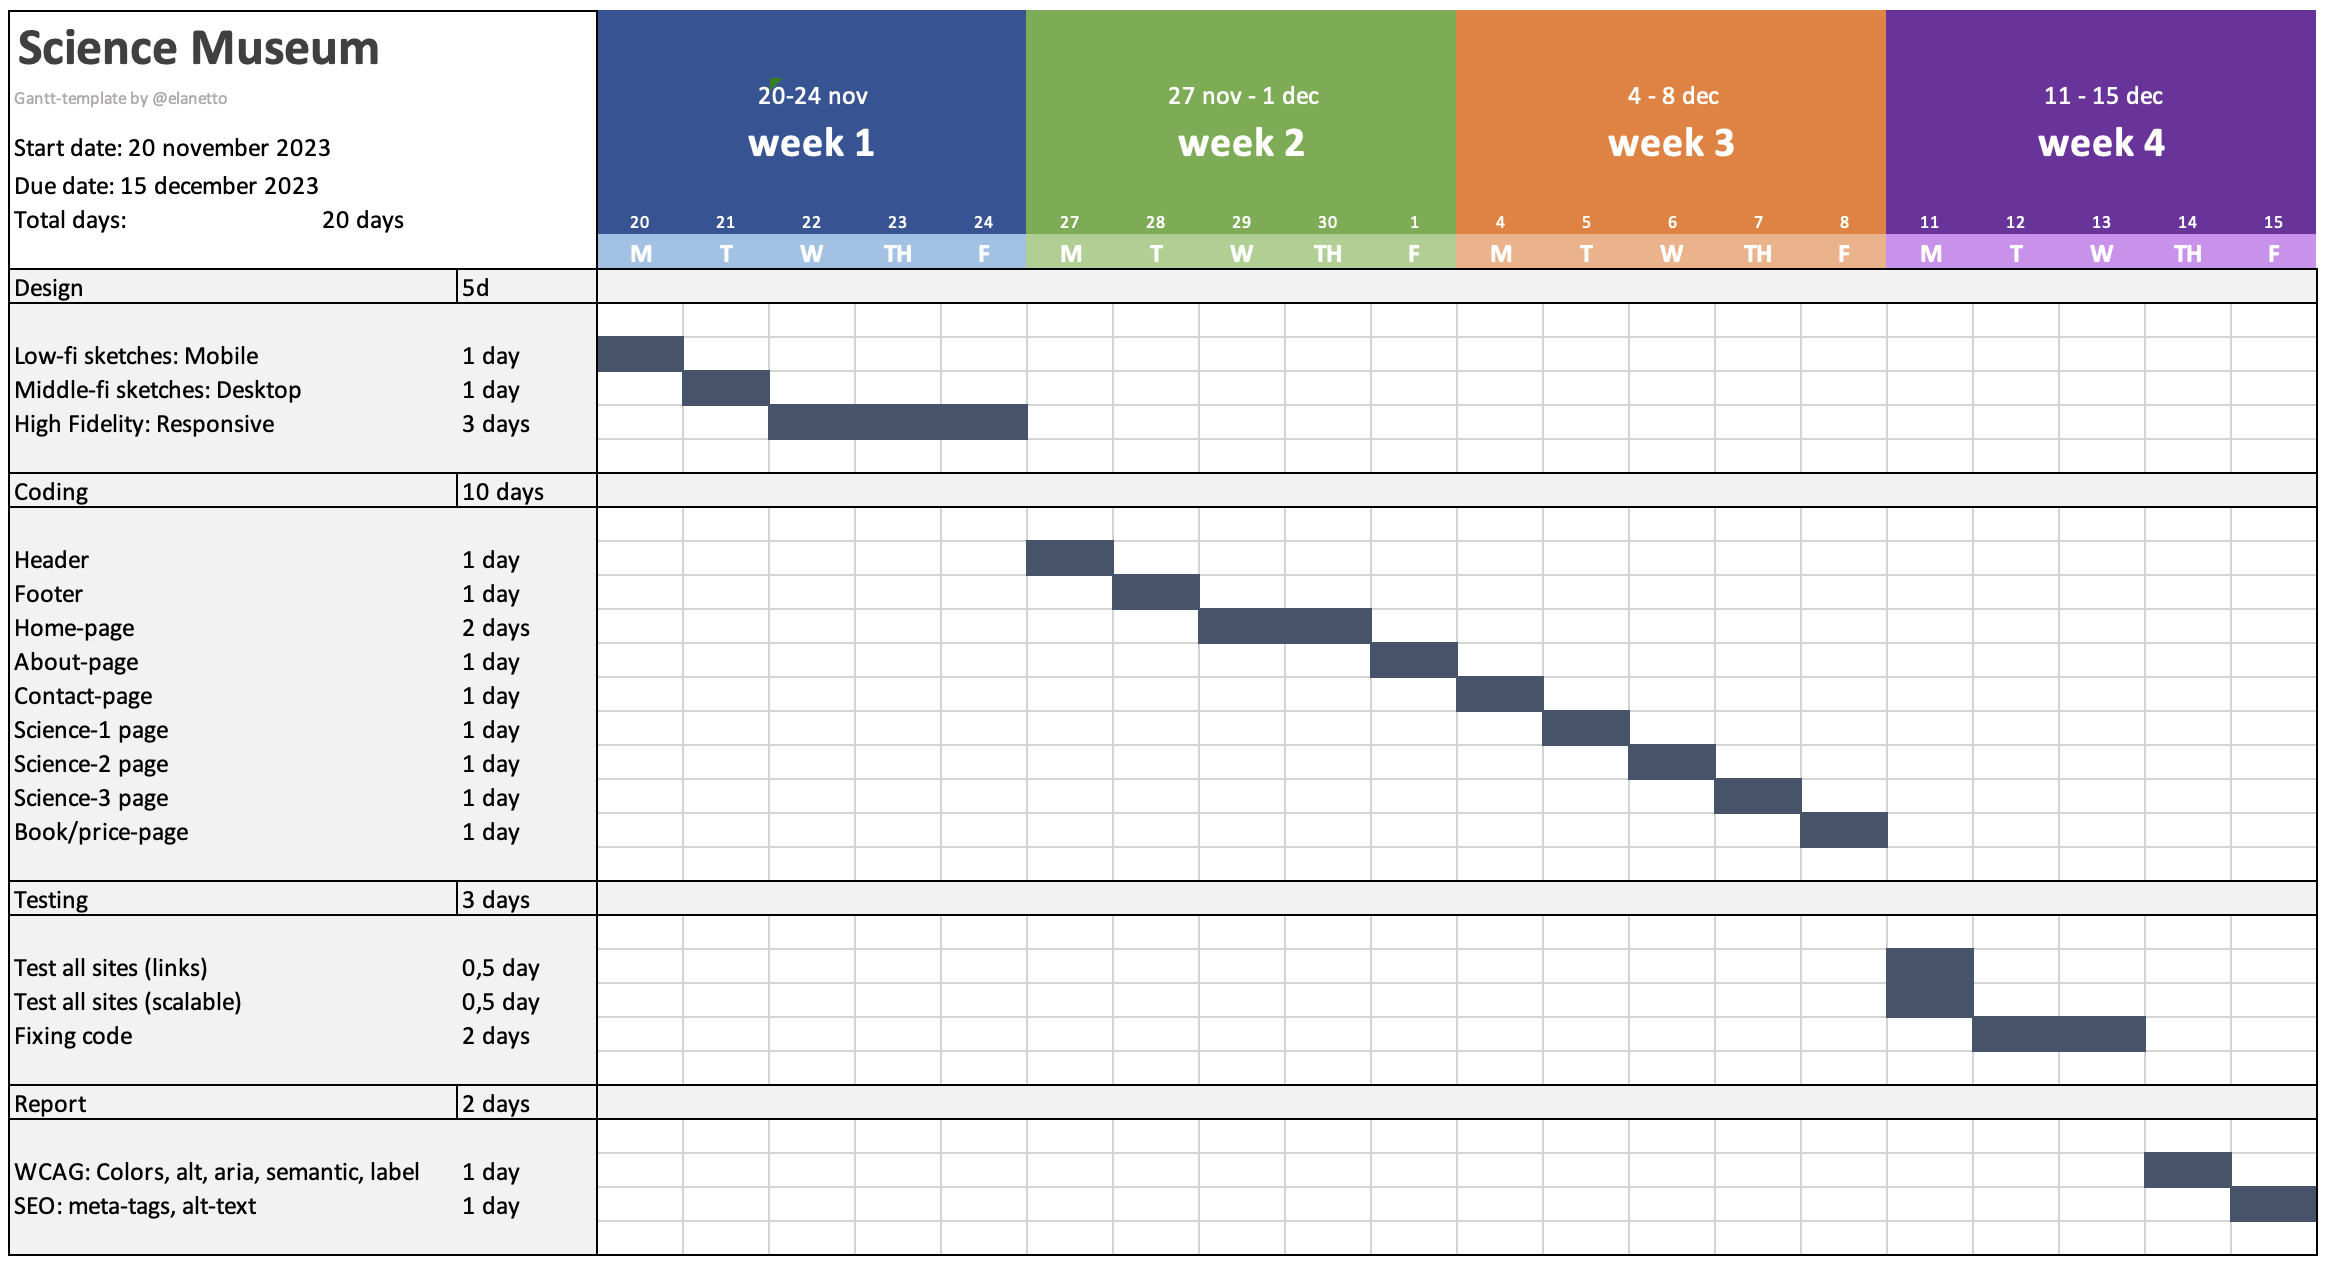 Science Museum
Gantt-template by @elanetto
Start date: 20 november 2023
Due date: 15 december 2023
Total days: 20 days
20-24 nov 27 nov - 1 dec 4 - 8 dec 11 - 15 dec
week 1 week 2 week 3 week 4
20 21 22 23 24 27 28 29 30 1 4 5 6 7 8 11 12 13 14 15
M T W TH F M T W TH F M T W TH F M T W TH F
Design 5d
Low-fi sketches: Mobile 1 day
Middle-fi sketches: Desktop 1 day
High Fidelity: Responsive 3 days
Coding 10 days
Header 1 day
Footer 1 day
Home-page 2 days
About-page 1 day
Contact-page 1 day
Science-1 page 1 day
Science-2 page 1 day
Science-3 page 1 day
Book/price-page 1 day
Testing 3 days
Test all sites (links) 0,5 day
Test all sites (scalable) 0,5 day
Fixing code 2 days
Report 2 days
WCAG: Colors, alt, aria, semantic, label 1 day
SEO: meta-tags, alt-text 1 day